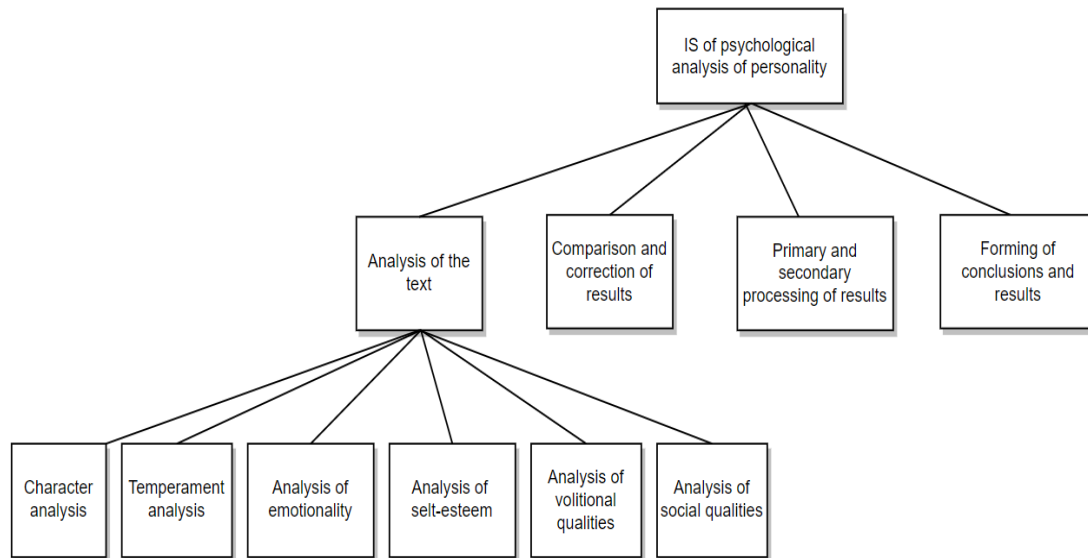 IS of psychological
analysis of personality
Analysis of the
text
Comparison and
correction of
results
Primary and
secondary
processing of results
Forming of
conclusions and
results
Character
analysis
Temperament
analysis
Analysis of
emotionality
Analysis of
selt-esteem
Analysis of
volitional
qualities
Analysis of
social qualities